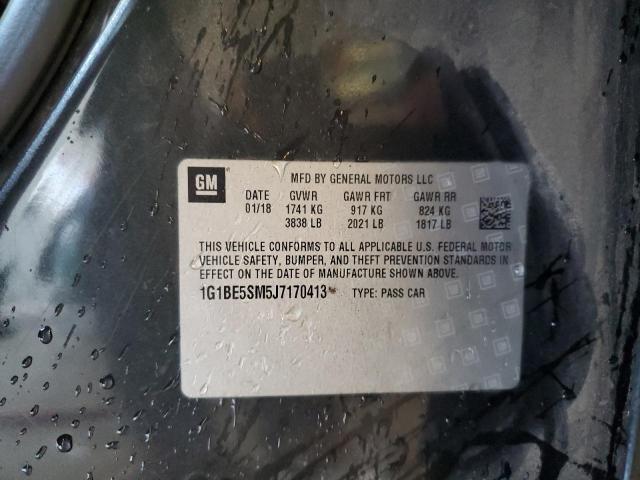 GM
MFD BY GENERAL MOTORS LLC
DATE GVWR GAWR FRT GAWR RR
01/18 1741 KG 917 KG 824 KG
3838 LB 2021 LB 1817 LB
THIS VEHICLE CONFORMS TO ALL APPLICABLE U.S. FEDERAL MOTOR
VEHICLE SAFETY, BUMPER, AND THEFT PREVENTION STANDARDS IN
EFFECT ON THE DATE OF MANUFACTURE SHOWN ABOVE.
1G1BE5SM5J7170413 TYPE: PASS CAR